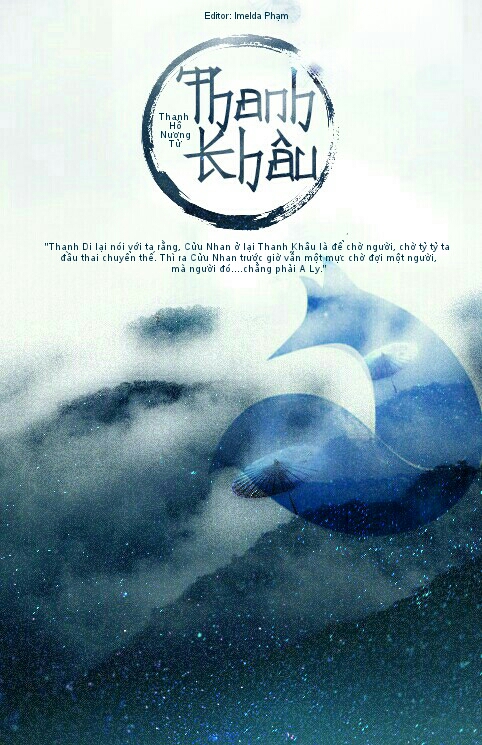 Editor: Imelda Phạm
Thanh
Khâu
Thanh
Hồ
Nương
Tử
"Thanh Di lại nói với ta rằng, Cửu Nhan ở lại Thanh Khâu là để chờ người, chờ tỷ tỷ ta
đầu thai chuyển thế. Thì ra Cửu Nhan trước giờ vẫn một mực chờ đợi một người,
mà người đó....chẳng phải A Ly."